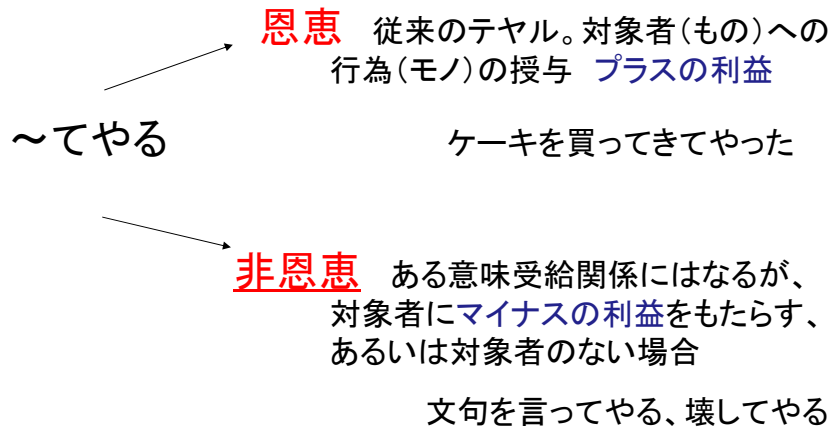 恩恵　従来のテヤル。対象者(もの)への
行為(モノ)の授与　プラスの利益
～てやる
ケーキを買ってきてやった
非恩恵　ある意味受給関係にはなるが、
対象者にマイナスの利益をもたらす、
あるいは対象者のない場合
文句を言ってやる、壊してやる